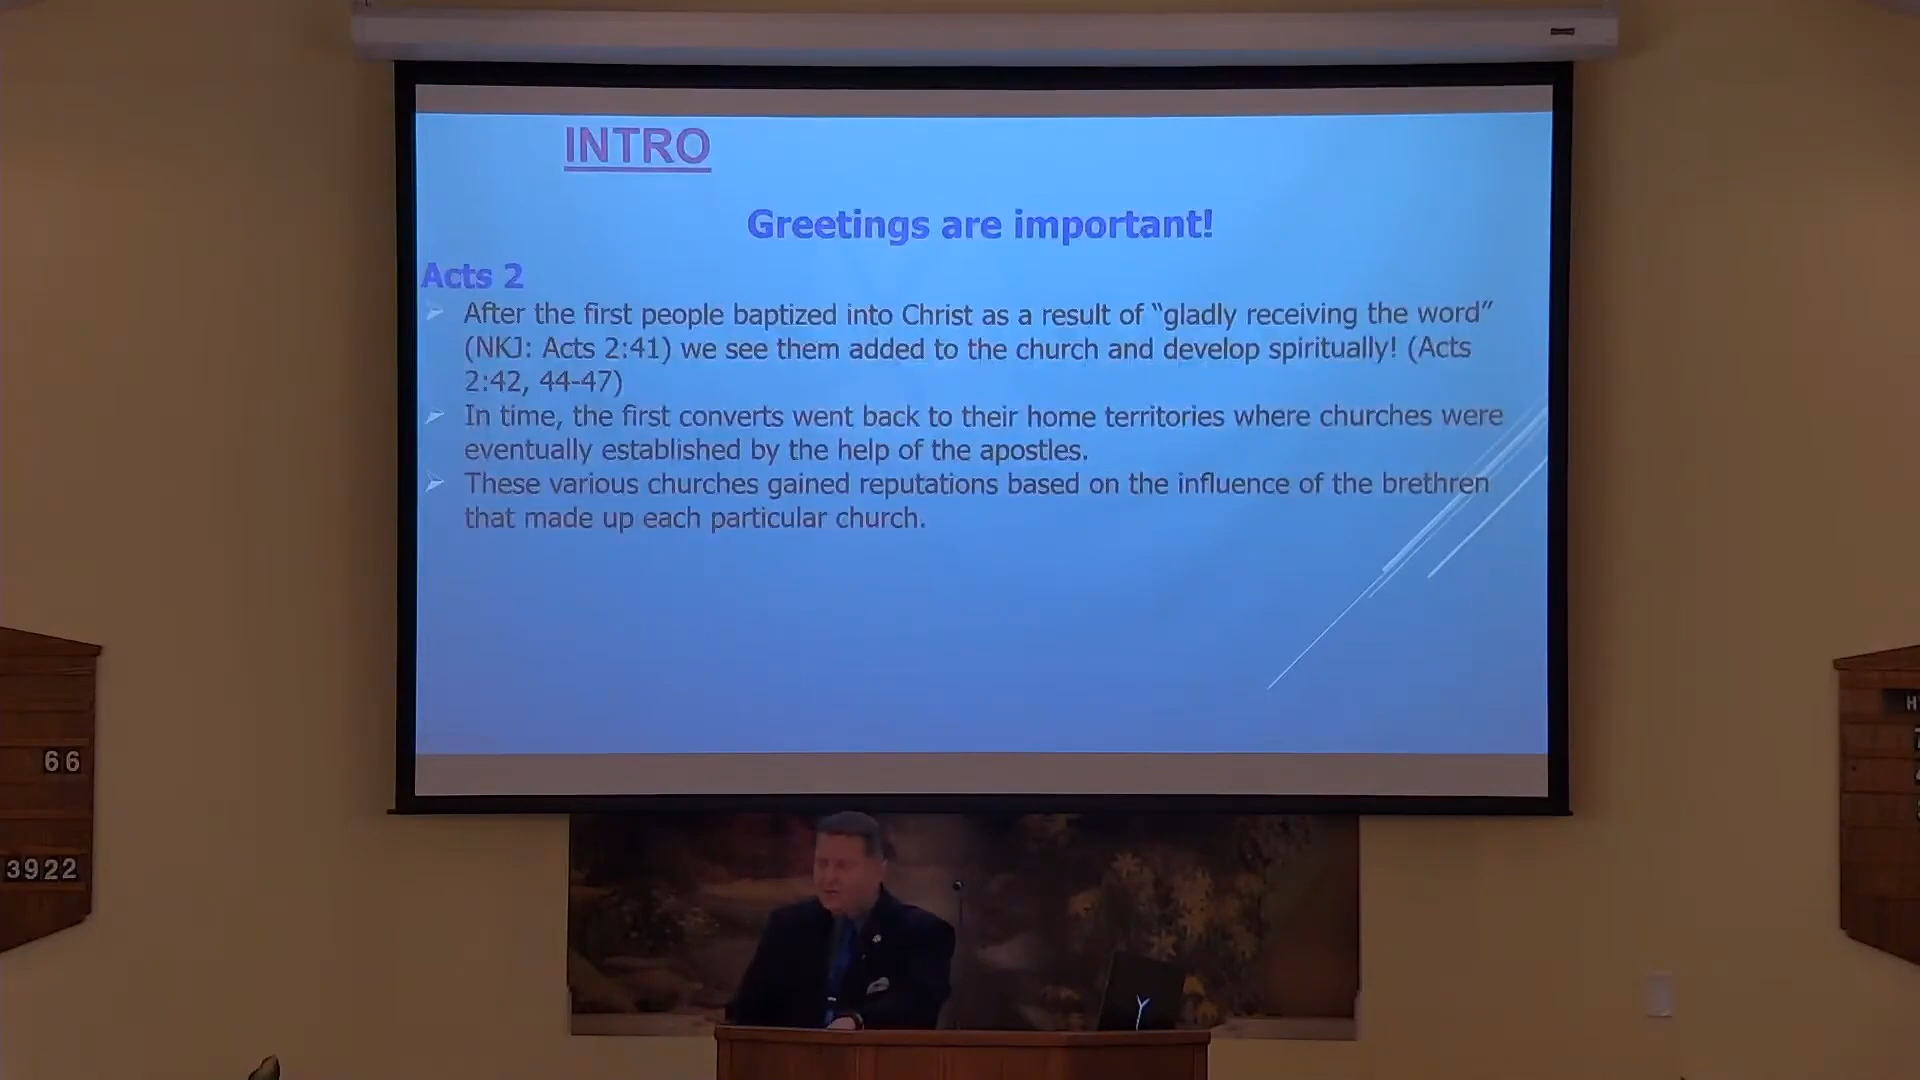 INTRO
Greetings are important!
Acts 2
After the first people baptized into Christ as a result of “gladly receiving the word”
(NKJ: Acts 2:41) we see them added to the church and develop spiritually! (Acts
2:42, 44-47)
In time, the first converts went back to their home territories where churches were
eventually established by the help of the apostles.
These various churches gained reputations based on the influence of the brethren
that made up each particular church.
66
3922
H